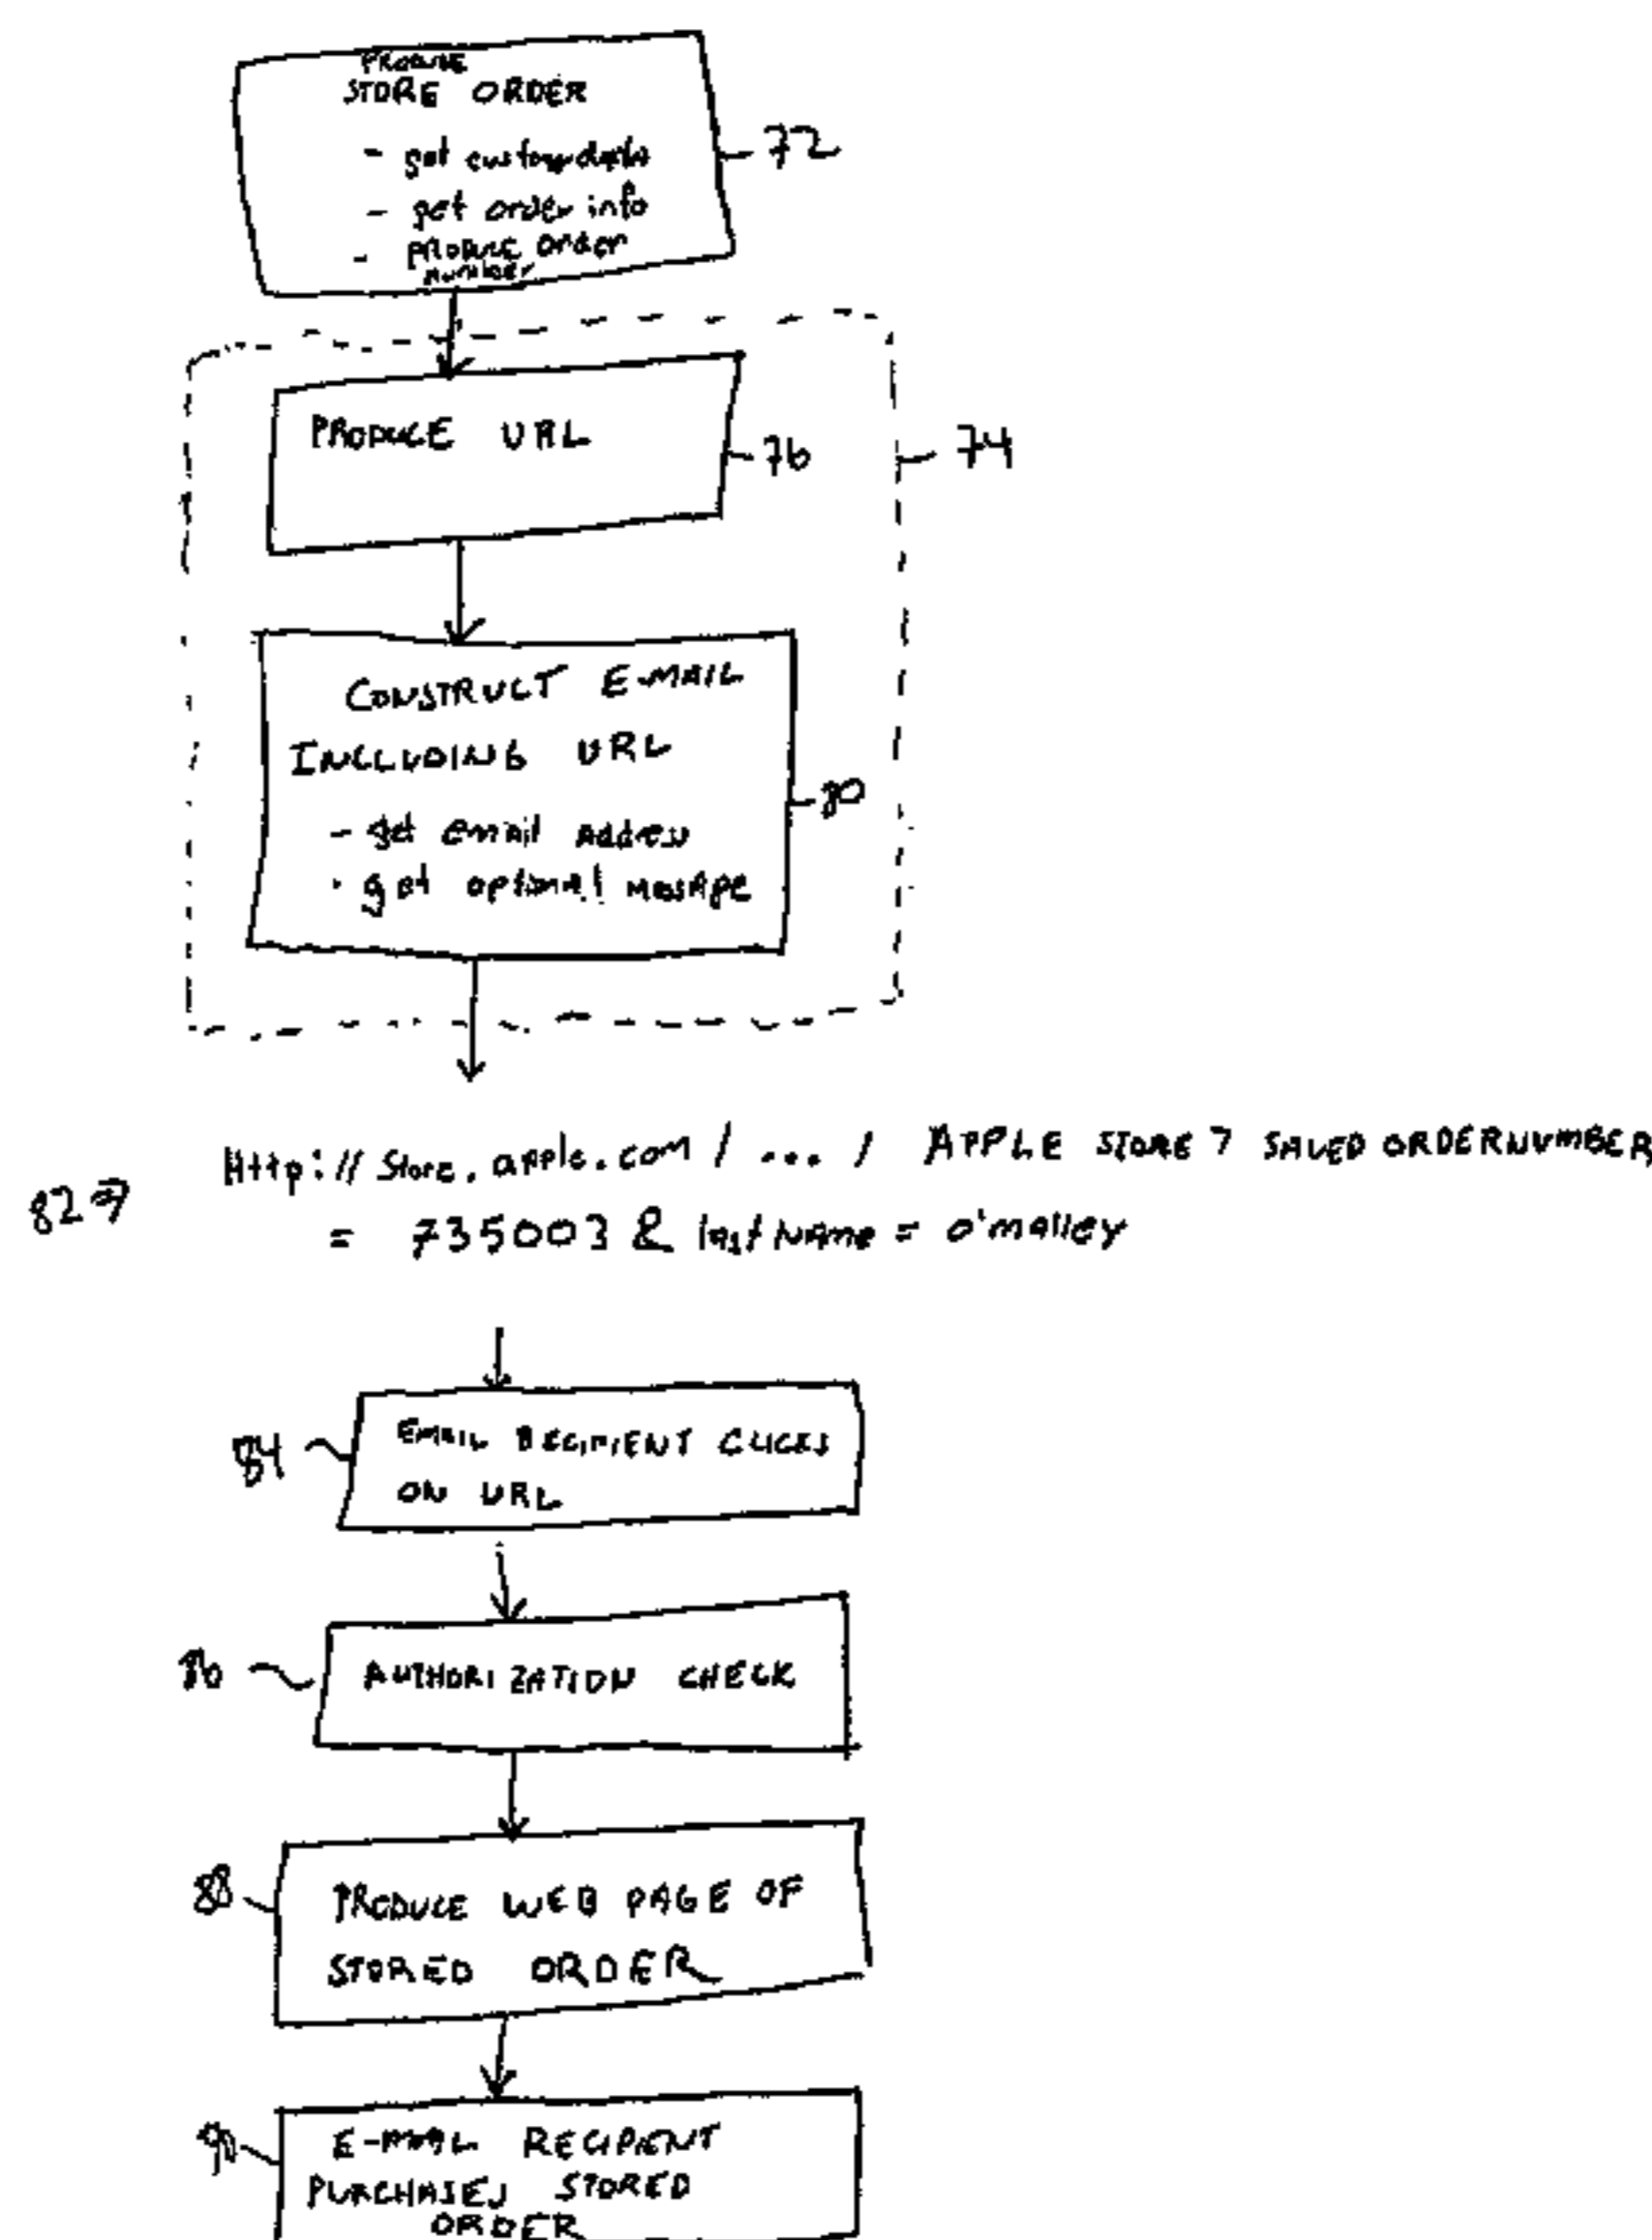 PRODUCE
STORE ORDER
- get customer data
72
- get order info
- PRODUCE order
number
PRODUCE URL
76
74
CONSTRUCT E-MAIL
INCLUDING URL
80
- get email address
- get optional message
Http://store.apple.com/.../ APPLE STORE? SAVED ORDERNUMBER
82
= 735003 & last NAME = o'malley
84
EMAIL RECIPIENT CLICKS
ON URL
86
AUTHORIZATION CHECK
88
PRODUCE WEB PAGE OF
STORED ORDER
90
E-MAIL RECIPIENT
PURCHASES STORED
ORDER